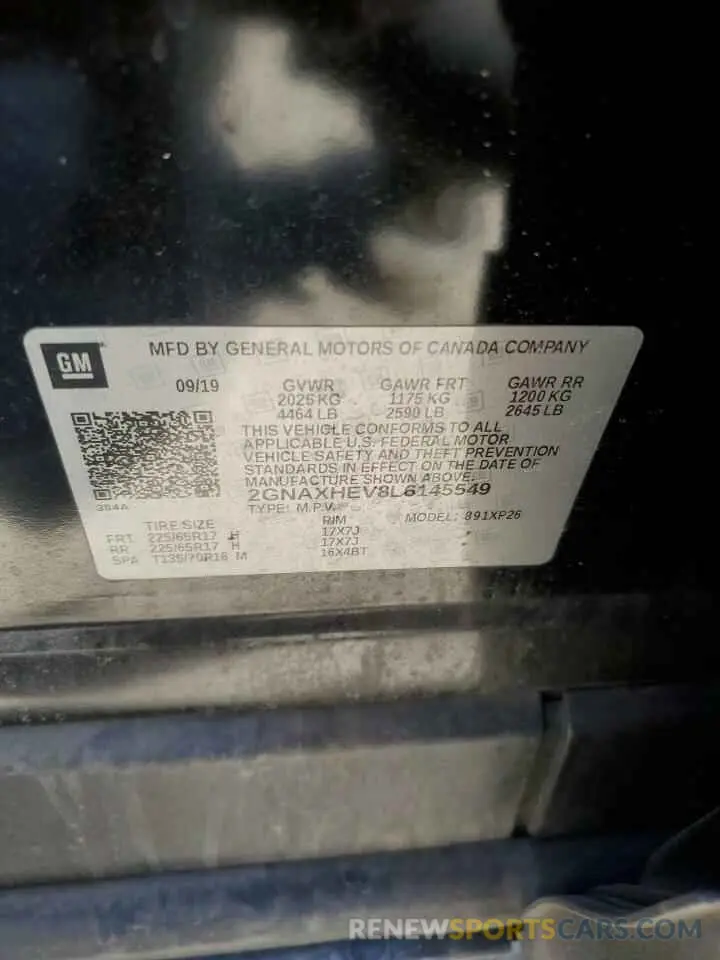 GM
MFD BY GENERAL MOTORS OF CANADA COMPANY
09/19 GVWR GAWR FRT GAWR RR
2025 KG 1175 KG 1200 KG
4464 LB 2590 LB 2645 LB
THIS VEHICLE CONFORMS TO ALL
APPLICABLE U.S. FEDERAL MOTOR
VEHICLE SAFETY AND THEFT PREVENTION
STANDARDS IN EFFECT ON THE DATE OF
MANUFACTURE SHOWN ABOVE.
2GNAXHEV8L6145549
TYPE: M.P.V. MODEL: 891XP26
TIRE SIZE RIM
FRT 225/65R17 H 17X7J
RR 225/65R17 H 17X7J
SPA T135/70R16 M 16X4BT
RENEWSPORTSCARS.COM